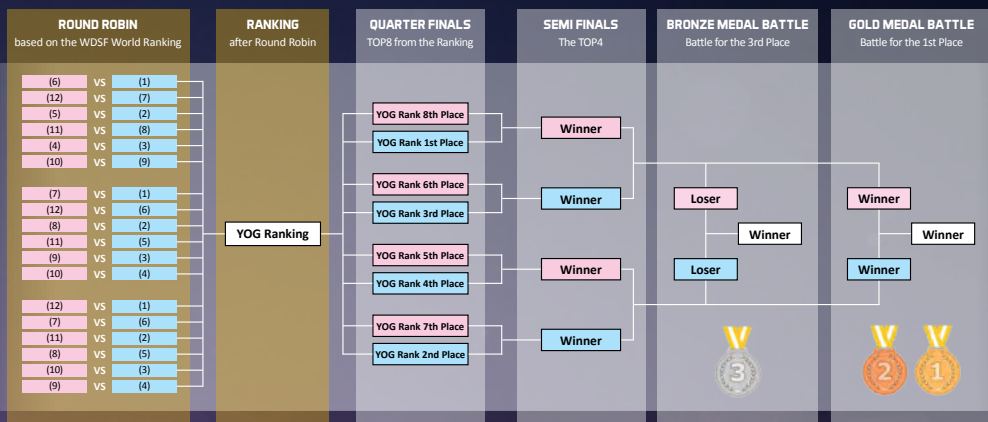 ROUND ROBIN
based on the WDSF World Ranking
RANKING
after Round Robin
QUARTER FINALS
TOP8 from the Ranking
SEMI FINALS
The TOP4
BRONZE MEDAL BATTLE
Battle for the 3rd Place
GOLD MEDAL BATTLE
Battle for the 1st Place
(6) VS (1)
(12) VS (7)
(5) VS (2)
(11) VS (8)
(4) VS (3)
(10) VS (9)
(7) VS (1)
(12) VS (6)
(8) VS (2)
(11) VS (5)
(9) VS (3)
(10) VS (4)
(12) VS (1)
(7) VS (6)
(11) VS (2)
(8) VS (5)
(10) VS (3)
(9) VS (4)
YOG Ranking
YOG Rank 8th Place
YOG Rank 1st Place
YOG Rank 6th Place
YOG Rank 3rd Place
YOG Rank 5th Place
YOG Rank 4th Place
YOG Rank 7th Place
YOG Rank 2nd Place
Winner
Winner
Winner
Winner
Loser
Winner
Loser
3
Winner
Winner
Winner
2 1